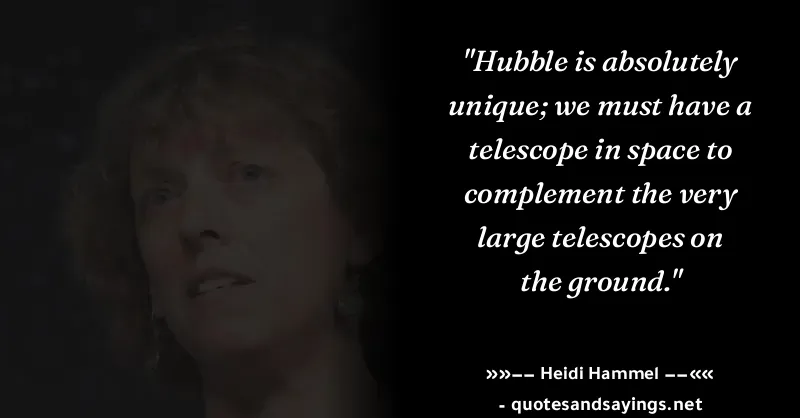 "Hubble is absolutely
unique; we must have a
telescope in space to
complement the very
large telescopes on
the ground."
»»−− Heidi Hammel −−««
- quotesandsayings.net